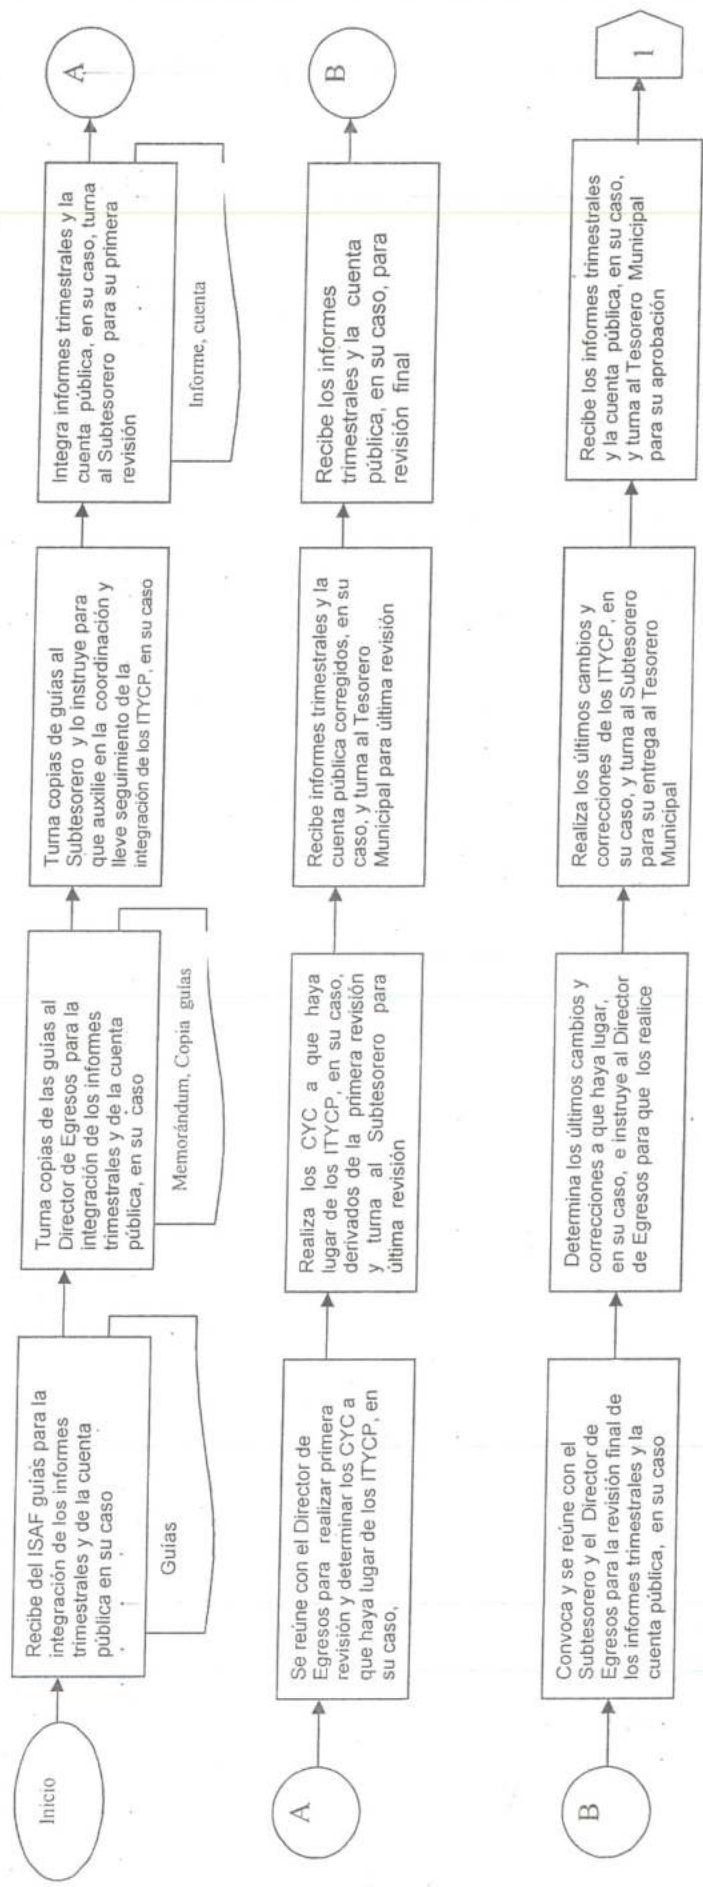 Inicio
Recibe del ISAF guías para la
integración de los informes
trimestrales y de la cuenta
pública en su caso
Guías
Turna copias de las guías al
Director de Egresos para la
integración de los informes
trimestrales y de la cuenta
pública, en su caso
Memorándum, Copia guías
Turna copias de guías al
Subtesorero y lo instruye para
que auxilie en la coordinación y
lleve seguimiento de la
integración de los ITYCP, en su caso
Integra informes trimestrales y la
cuenta pública, en su caso, turna
al Subtesorero para su primera
revisión
Informe, cuenta
A
A
Se reúne con el Director de
Egresos para realizar primera
revisión y determinar los CYC a
que haya lugar de los ITYCP, en
su caso,
Realiza los CYC a que haya
lugar de los ITYCP, en su caso,
derivados de la primera revisión
y turna al Subtesorero para
última revisión
Recibe informes trimestrales y la
cuenta pública corregidos, en su
caso, y turna al Tesorero
Municipal para última revisión
Recibe los informes
trimestrales y la cuenta
pública, en su caso, para
revisión final
B
B
Convoca y se reúne con el
Subtesorero y el Director de
Egresos para la revisión final de
los informes trimestrales y la
cuenta pública, en su caso
Determina los últimos cambios y
correcciones a que haya lugar,
en su caso, e instruye al Director
de Egresos para que los realice
Realiza los últimos cambios y
correcciones de los ITYCP, en
su caso, y turna al Subtesorero
para su entrega al Tesorero
Municipal
Recibe los informes trimestrales
y la cuenta pública, en su caso,
y turna al Tesorero Municipal
para su aprobación
1